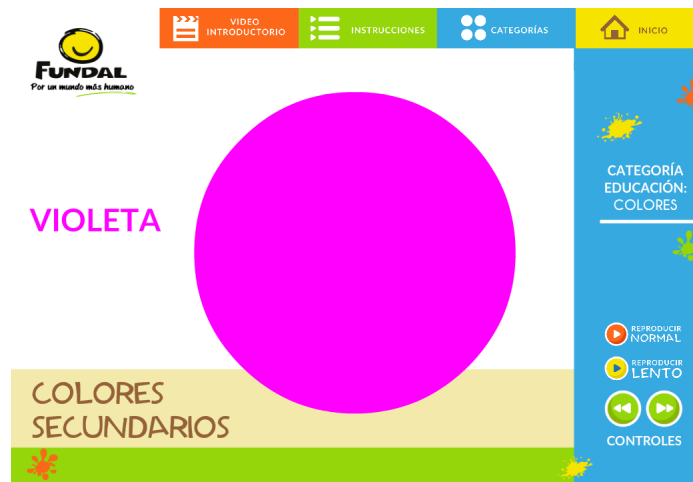 FUNDAL
Por un mundo más humano
VIDEO
INTRODUCTORIO
INSTRUCCIONES
CATEGORÍAS
INICIO
VIOLETA
COLORES
SECUNDARIOS
CATEGORÍA
EDUCACIÓN:
COLORES
REPRODUCIR
NORMAL
REPRODUCIR
LENTO
CONTROLES